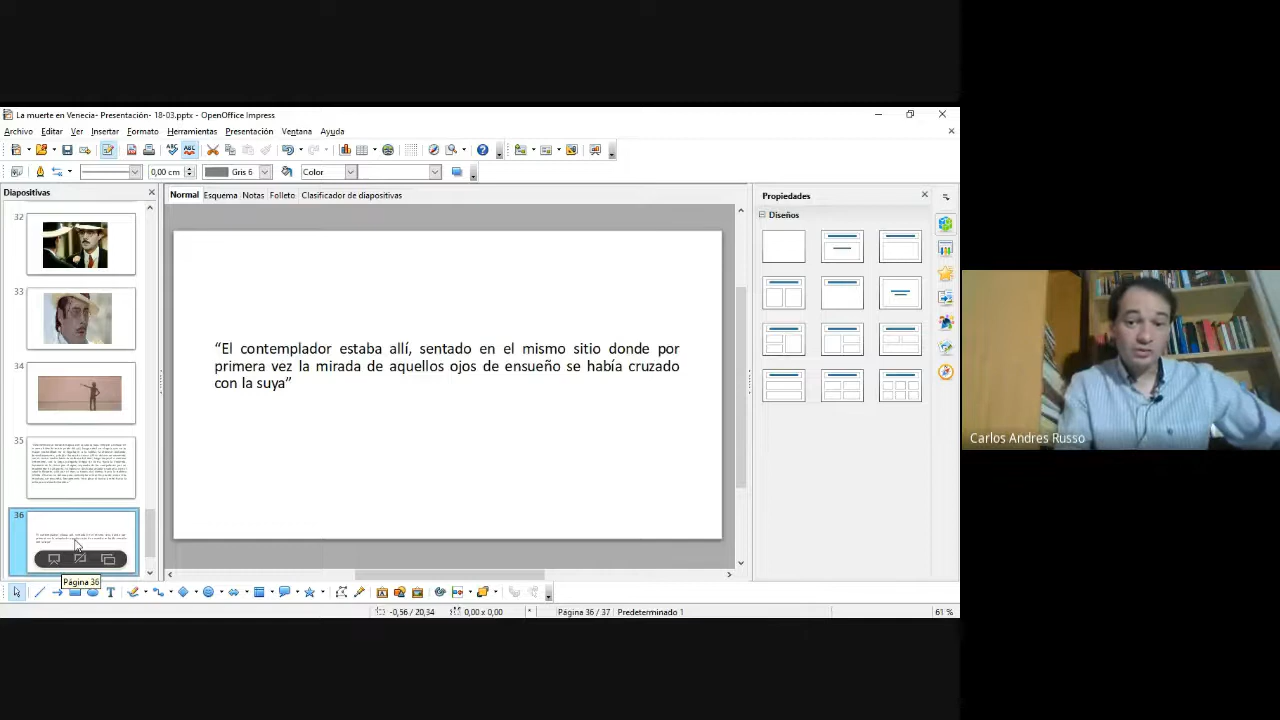 La muerte en Venecia- Presentación- 18-03.pptx - OpenOffice Impress
Archivo Editar Ver Insertar Formato Herramientas Presentación Ventana Ayuda
0,00 cm Gris 6 Color
Diapositivas
Normal Esquema Notas Folleto Clasificador de diapositivas
Propiedades
Diseños
32
33
34
35
36
“El contemplador estaba allí, sentado en el mismo sitio donde por
primera vez la mirada de aquellos ojos de ensueño se había cruzado
con la suya”
Página 36
Carlos Andres Russo
-0,56 / 20,34 0,00 x 0,00 * Página 36 / 37 Predeterminado 1 61 %